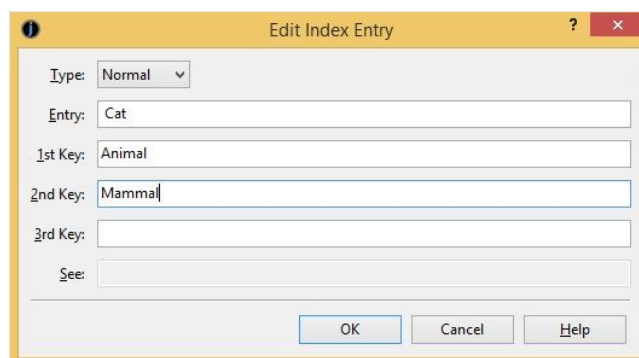 Edit Index Entry ? ×
Type: Normal
Entry: Cat
1st Key: Animal
2nd Key: Mammal
3rd Key:
See:
OK Cancel Help